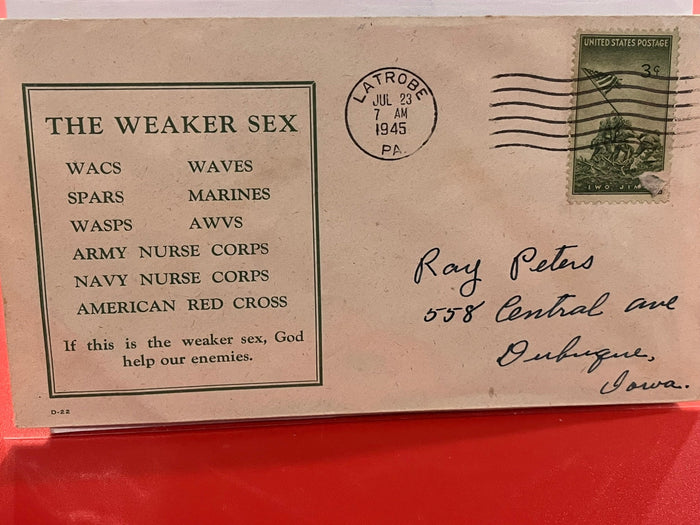 THE WEAKER SEX
WACS WAVES
SPARS MARINES
WASPS AWVS
ARMY NURSE CORPS
NAVY NURSE CORPS
AMERICAN RED CROSS
If this is the weaker sex, God
help our enemies.
D-22
LATROBE
JUL 23
7 AM
1945
PA.
UNITED STATES POSTAGE
3¢
IWO JIM
Ray Peters
558 Central ave
Dubuque,
Iowa.